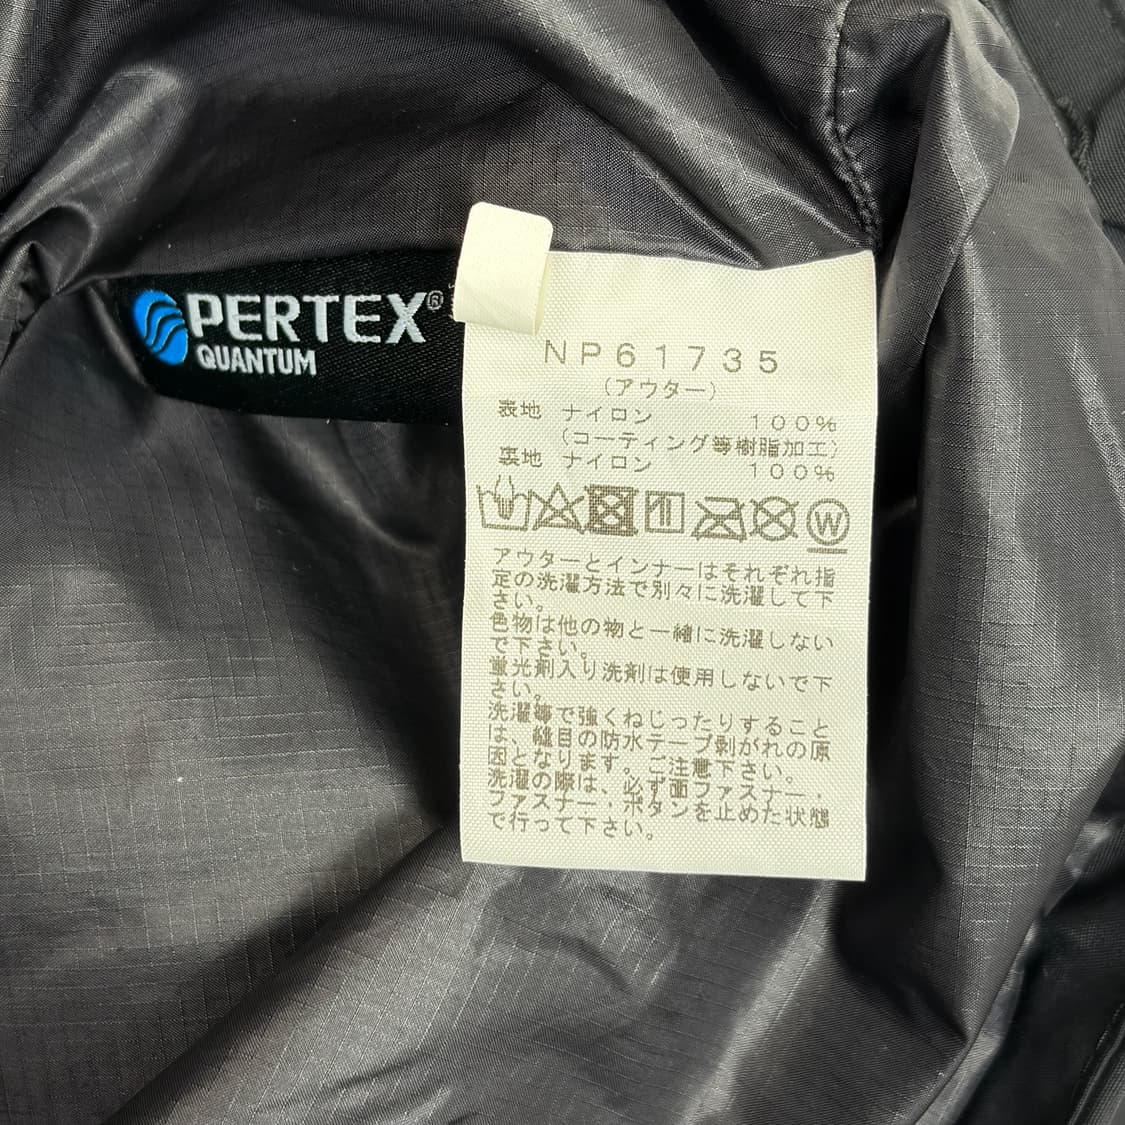 PERTEX®
QUANTUM
NP61735
(アウター)
表地 ナイロン 100%
(コーティング等樹脂加工)
裏地 ナイロン 100%
W
アウターとインナーはそれぞれ指
定の洗濯方法で別々に洗濯して下
さい。
色物は他の物と一緒に洗濯しない
で下さい。
蛍光剤入り洗剤は使用しないで下
さい。
洗濯等で強くねじったりすること
は、縫目の防水テープ剥がれの原
因となります。ご注意下さい。
洗濯の際は、必ず面ファスナー・
ファスナー・ボタンを止めた状態
で行って下さい。